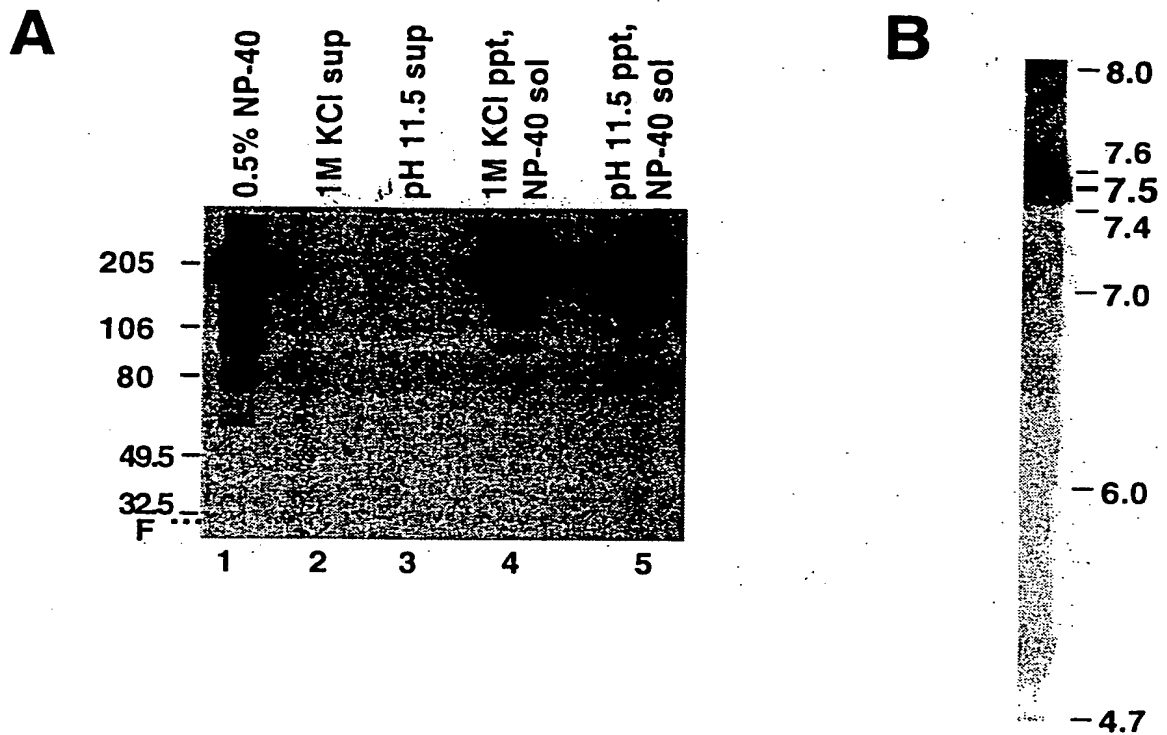 A
0.5% NP-40
1M KCl sup
pH 11.5 sup
1M KCl ppt,
NP-40 sol
pH 11.5 ppt,
NP-40 sol
205
106
80
49.5
32.5
F
1 2 3 4 5
B
8.0
7.6
7.5
7.4
7.0
6.0
4.7